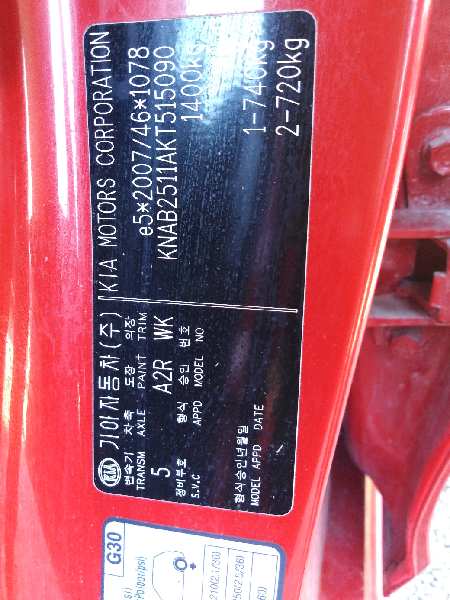 KIA 기아자동차(주) [KIA MOTORS CORPORATION
변속기 차축 도장 의장
TRANSM AXLE PAINT TRIM
e5*2007/46*1078
5 A2R WK
KNAB2511AKT515090
정비부호 형식 승인 번호
S.V.C APPD MODEL NO
1400kg
1-740kg
2-720kg
형식승인년월일
MODEL APPD DATE
G30